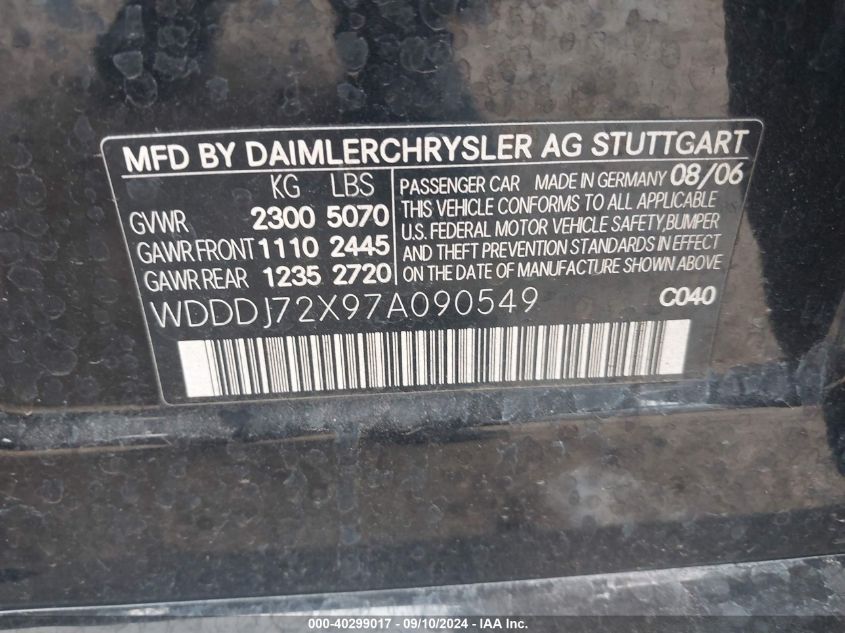 MFD BY DAIMLERCHRYSLER AG STUTTGART
KG LBS
GVWR 2300 5070
GAWR FRONT 1110 2445
GAWR REAR 1235 2720
PASSENGER CAR MADE IN GERMANY 08/06
THIS VEHICLE CONFORMS TO ALL APPLICABLE
U.S. FEDERAL MOTOR VEHICLE SAFETY,BUMPER
AND THEFT PREVENTION STANDARDS IN EFFECT
ON THE DATE OF MANUFACTURE SHOWN ABOVE
WDDDJ72X97A090549 C040
000-40299017 - 09/10/2024 - IAA Inc.